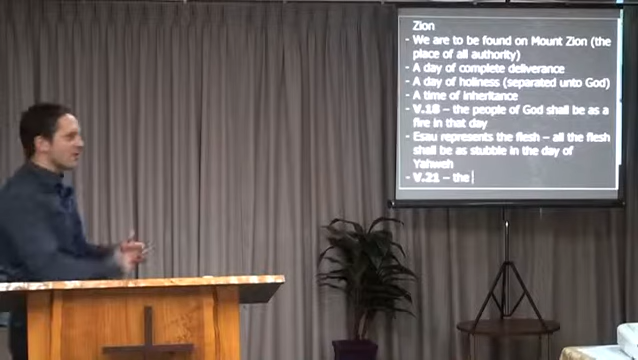 Zion
- We are to be found on Mount Zion (the
place of all authority)
- A day of complete deliverance
- A day of holiness (separated unto God)
- A time of inheritance
- V.18 – the people of God shall be as a
fire in that day
- Esau represents the flesh – all the flesh
shall be as stubble in the day of
Yahweh
- V.21 – the